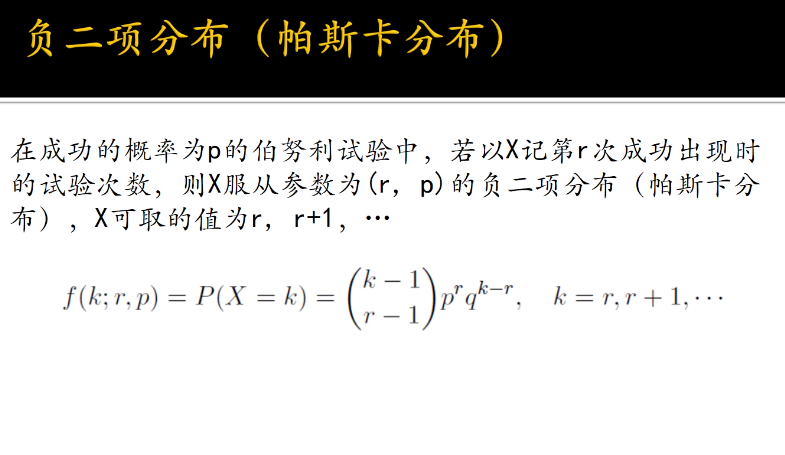 负二项分布（帕斯卡分布）
在成功的概率为p的伯努利试验中，若以X记第r次成功出现时
的试验次数，则X服从参数为(r，p)的负二项分布（帕斯卡分
布），X可取的值为r，r+1，…
f(k; r, p) = P(X = k) = \binom{k-1}{r-1} p^r q^{k-r}, k = r, r + 1, ⋯